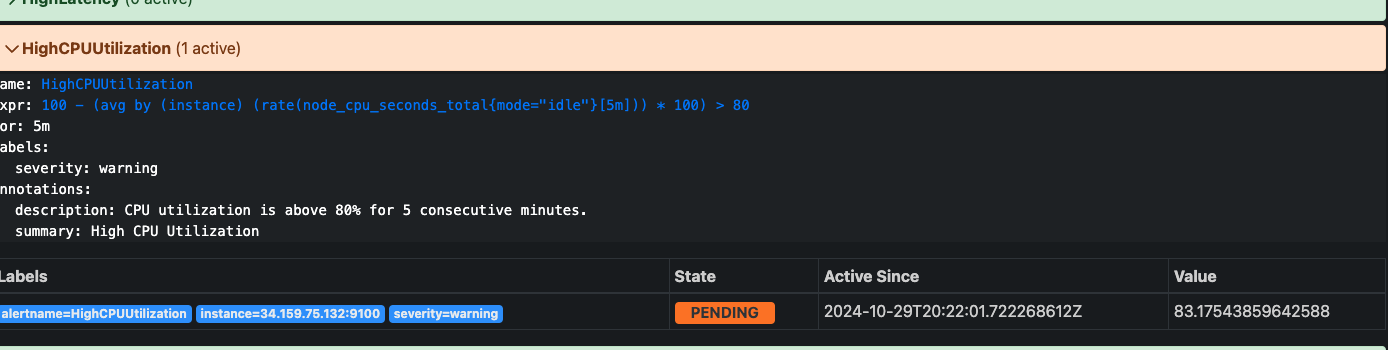 HighLatency (0 active)
HighCPUUtilization (1 active)
ame: HighCPUUtilization
xpr: 100 - (avg by (instance) (rate(node_cpu_seconds_total{mode="idle"}[5m])) * 100) > 80
or: 5m
abels:
severity: warning
nnotations:
description: CPU utilization is above 80% for 5 consecutive minutes.
summary: High CPU Utilization
Labels State Active Since Value
alertname=HighCPUUtilization instance=34.159.75.132:9100 severity=warning PENDING 2024-10-29T20:22:01.722268612Z 83.17543859642588